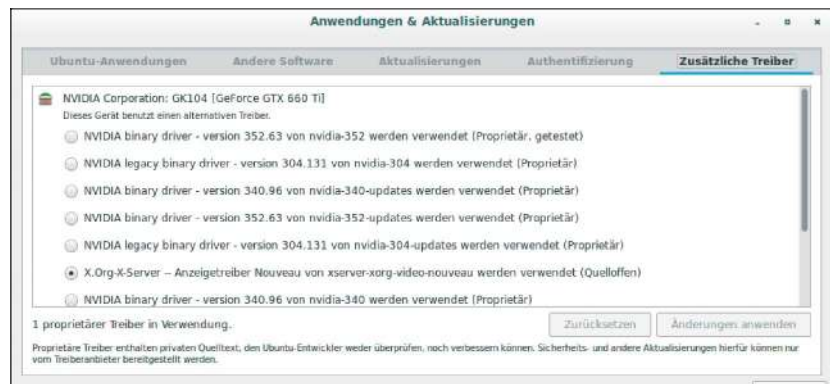 Anwendungen & Aktualisierungen
Ubuntu-Anwendungen
Andere Software
Aktualisierungen
Authentifizierung
Zusätzliche Treiber
NVIDIA Corporation: GK104 [GeForce GTX 660 Ti]
Dieses Gerät benutzt einen alternativen Treiber.
NVIDIA binary driver - version 352.63 von nvidia-352 werden verwendet (Proprietär, getestet)
NVIDIA legacy binary driver - version 304.131 von nvidia-304 werden verwendet (Proprietär)
NVIDIA binary driver - version 340.96 von nvidia-340-updates werden verwendet (Proprietär)
NVIDIA binary driver - version 352.63 von nvidia-352-updates werden verwendet (Proprietär)
NVIDIA legacy binary driver - version 304.131 von nvidia-304-updates werden verwendet (Proprietär)
X.Org-X-Server – Anzeigetreiber Nouveau von xserver-xorg-video-nouveau werden verwendet (Quelloffen)
NVIDIA binary driver - version 340.96 von nvidia-340 werden verwendet (Proprietär)
1 proprietärer Treiber in Verwendung.
Zurücksetzen
Änderungen anwenden
Proprietäre Treiber enthalten privaten Quelltext, den Ubuntu-Entwickler weder überprüfen, noch verbessern können. Sicherheits- und andere Aktualisierungen hierfür können nur
vom Treiberanbieter bereitgestellt werden.